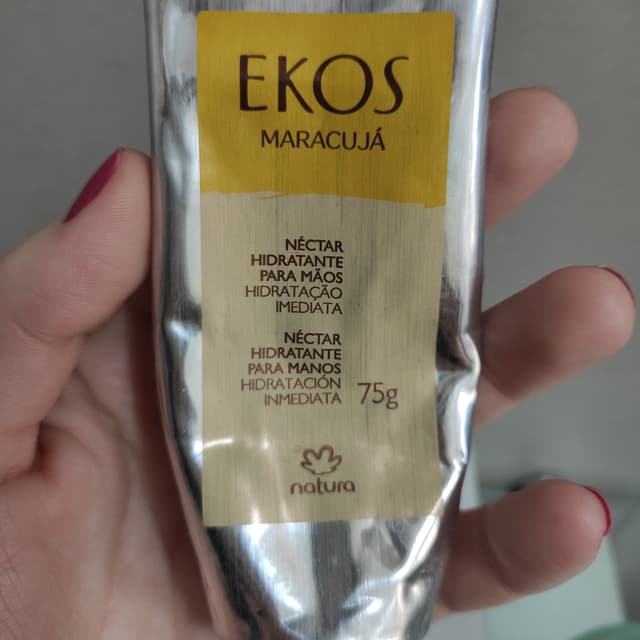 EKOS
MARACUJÁ
NÉCTAR
HIDRATANTE
PARA MÃOS
HIDRATAÇÃO
IMEDIATA
NÉCTAR
HIDRATANTE
PARA MANOS
HIDRATACIÓN
INMEDIATA 75g
natura